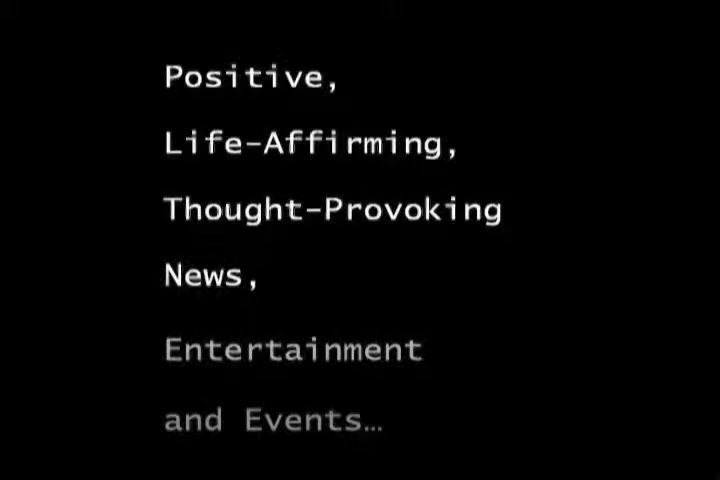 Positive,
Life-Affirming,
Thought-Provoking
News,
Entertainment
and Events…